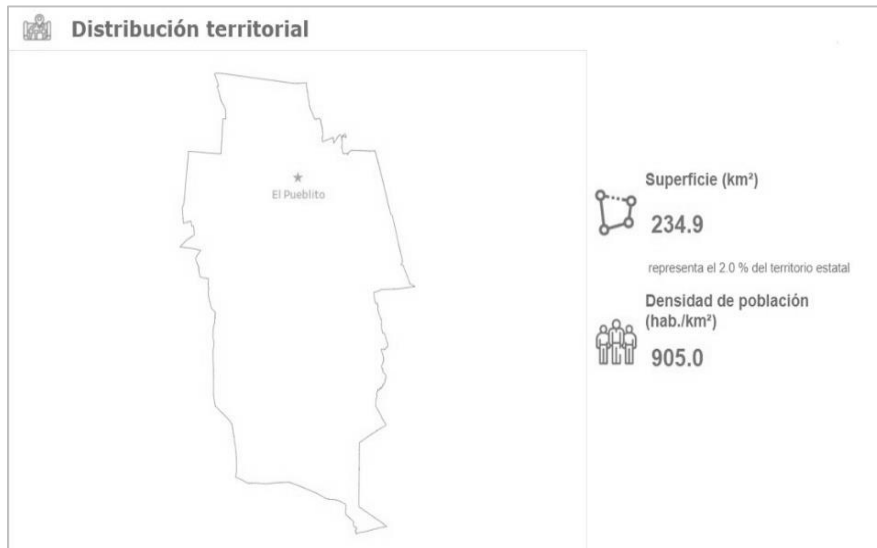 Distribución territorial
El Pueblito
Superficie (km²)
234.9
representa el 2.0 % del territorio estatal
Densidad de población
(hab./km²)
905.0